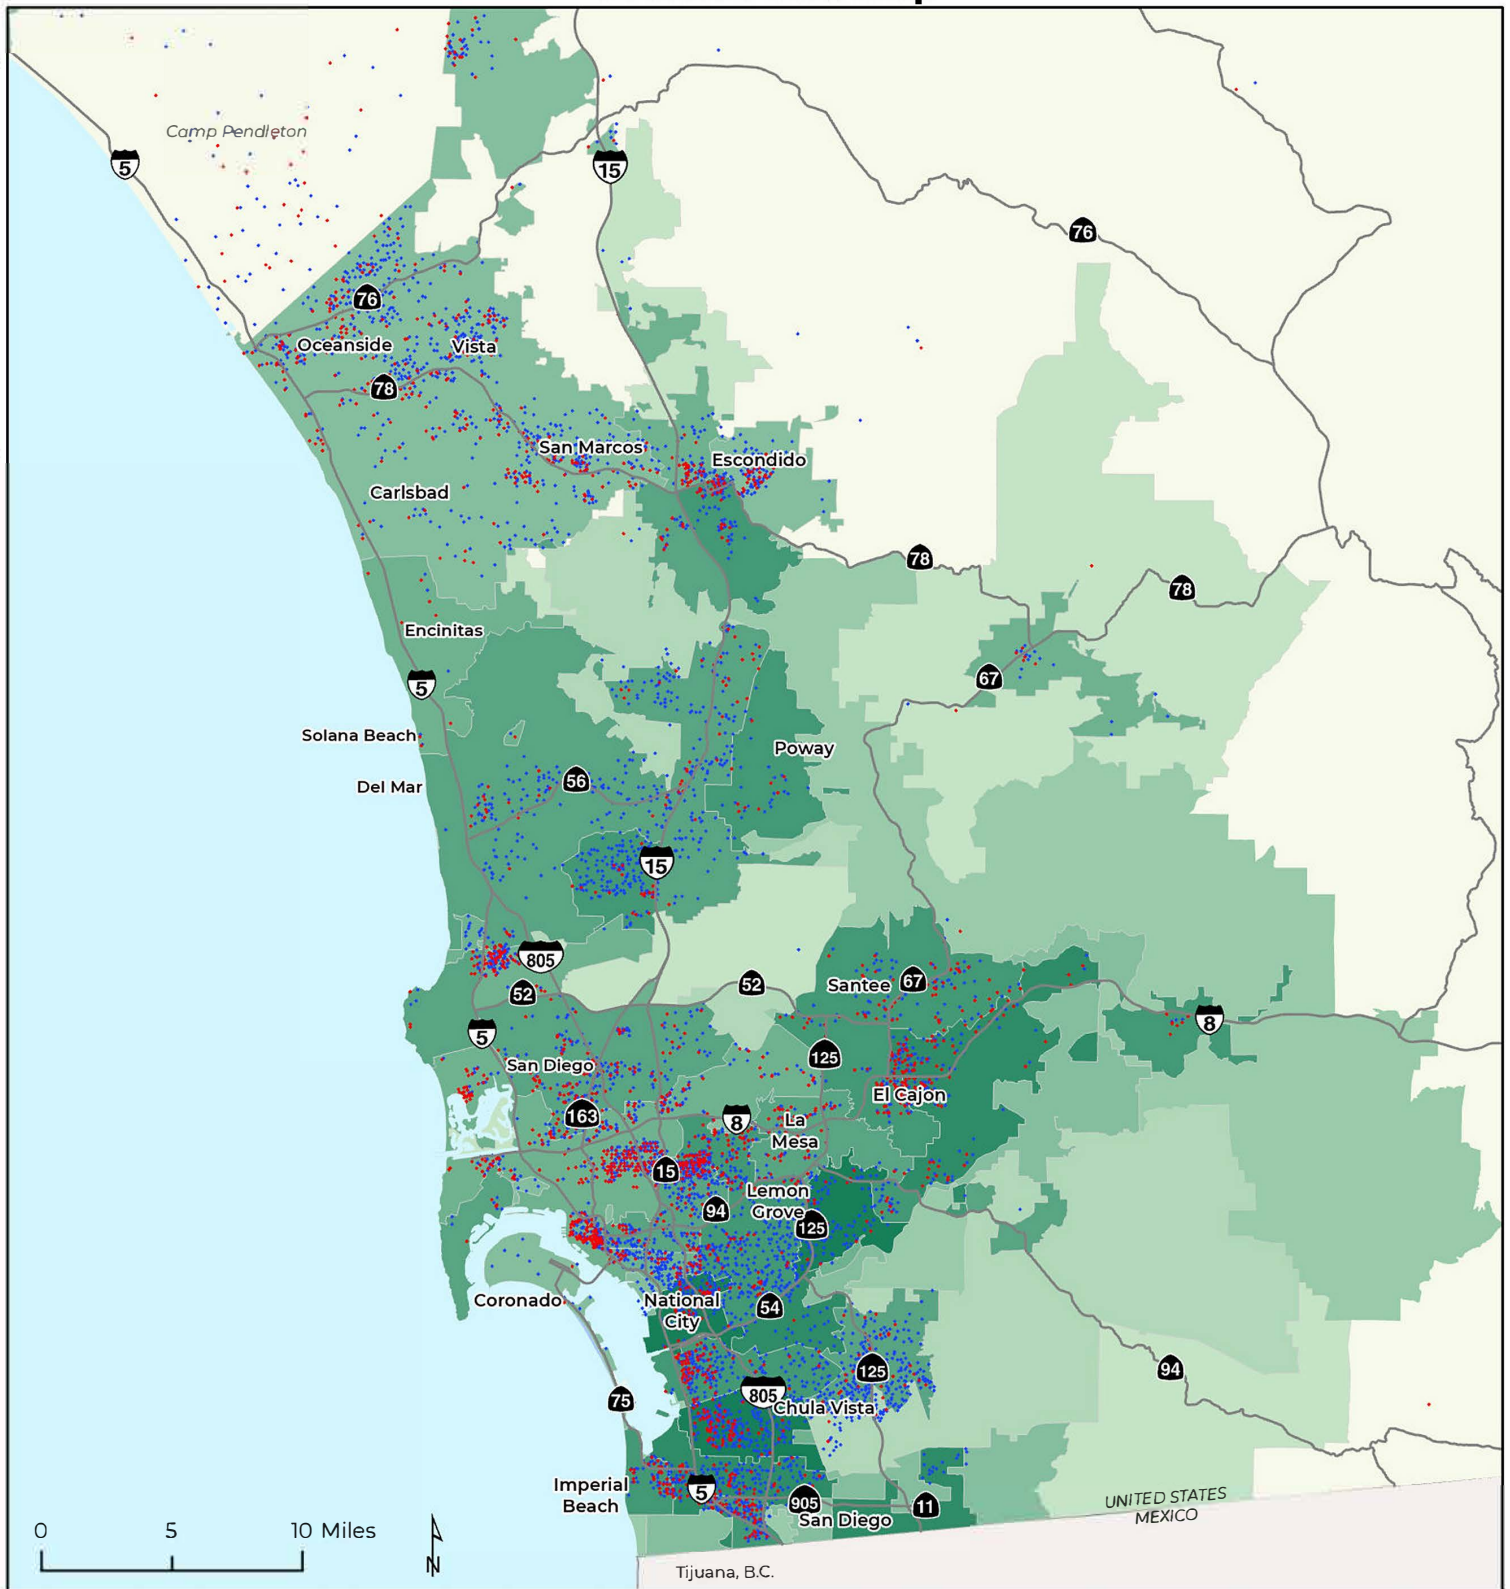 Camp Pendleton
5
15
76
76
Oceanside
Vista
78
San Marcos
Escondido
Carlsbad
78
78
Encinitas
67
5
Solana Beach
Poway
Del Mar
56
15
805
52
52
Santee
67
5
8
San Diego
125
El Cajon
163
8
La
Mesa
15
Lemon
Grove
94
125
Coronado
National
City
54
125
94
75
805
Chula Vista
Imperial
Beach
5
905
11
San Diego
UNITED STATES
MEXICO
0 5 10 Miles
N
Tijuana, B.C.